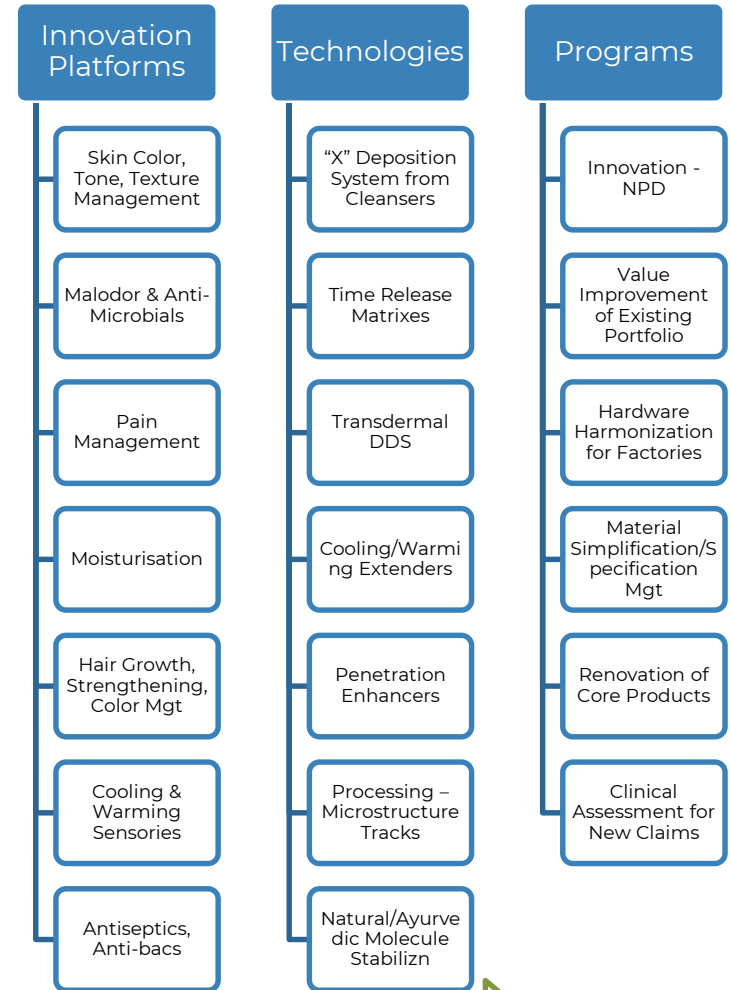 Innovation
Platforms
Skin Color,
Tone, Texture
Management
Malodor & Anti-
Microbials
Pain
Management
Moisturisation
Hair Growth,
Strengthening,
Color Mgt
Cooling &
Warming
Sensories
Antiseptics,
Anti-bacs
Technologies
“X” Deposition
System from
Cleansers
Time Release
Matrixes
Transdermal
DDS
Cooling/Warmi
ng Extenders
Penetration
Enhancers
Processing –
Microstructure
Tracks
Natural/Ayurve
dic Molecule
Stabilizn
Programs
Innovation -
NPD
Value
Improvement
of Existing
Portfolio
Hardware
Harmonization
for Factories
Material
Simplification/S
pecification
Mgt
Renovation of
Core Products
Clinical
Assessment for
New Claims